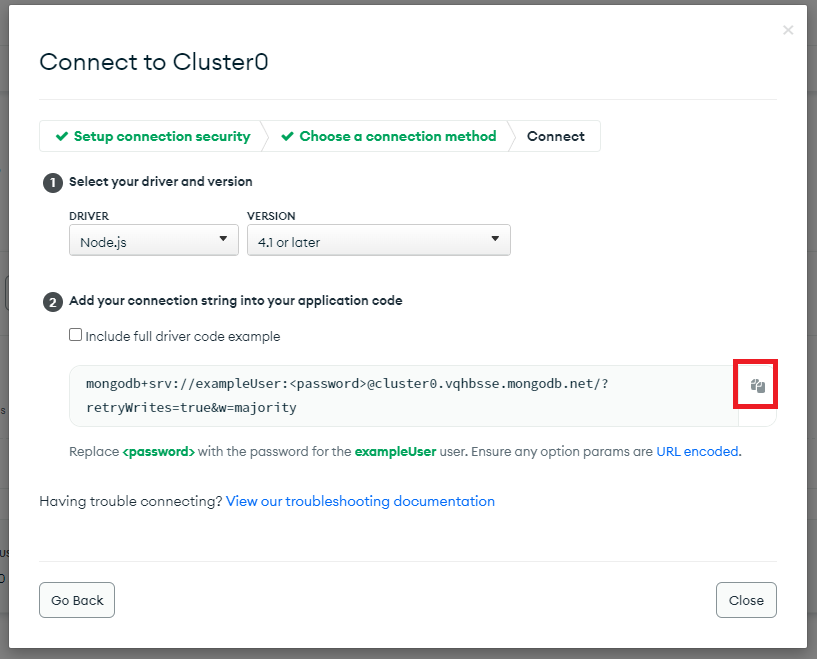 Connect to Cluster0
Setup connection security
Choose a connection method
Connect
1 Select your driver and version
DRIVER
VERSION
Node.js
4.1 or later
2 Add your connection string into your application code
Include full driver code example
mongodb+srv://exampleUser:<password>@cluster0.vqhbsse.mongodb.net/?
retryWrites=true&w=majority
Replace <password> with the password for the exampleUser user. Ensure any option params are URL encoded.
Having trouble connecting? View our troubleshooting documentation
Go Back
Close